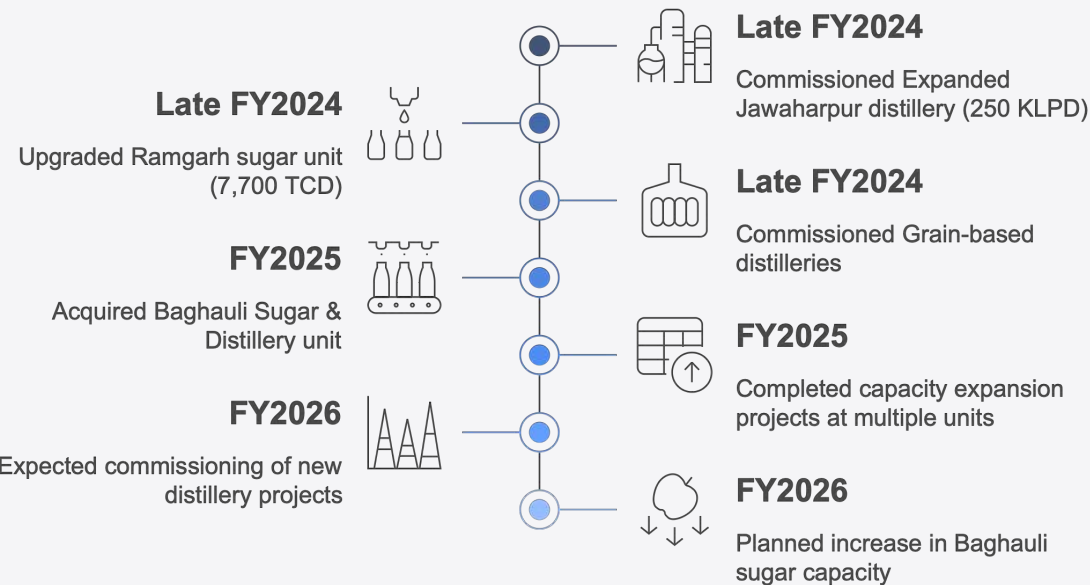 Late FY2024
Commissioned Expanded
Jawaharpur distillery (250 KLPD)
Late FY2024
Upgraded Ramgarh sugar unit
(7,700 TCD)
Late FY2024
Commissioned Grain-based
distilleries
FY2025
Acquired Baghauli Sugar &
Distillery unit
FY2025
Completed capacity expansion
projects at multiple units
FY2026
Expected commissioning of new
distillery projects
FY2026
Planned increase in Baghauli
sugar capacity